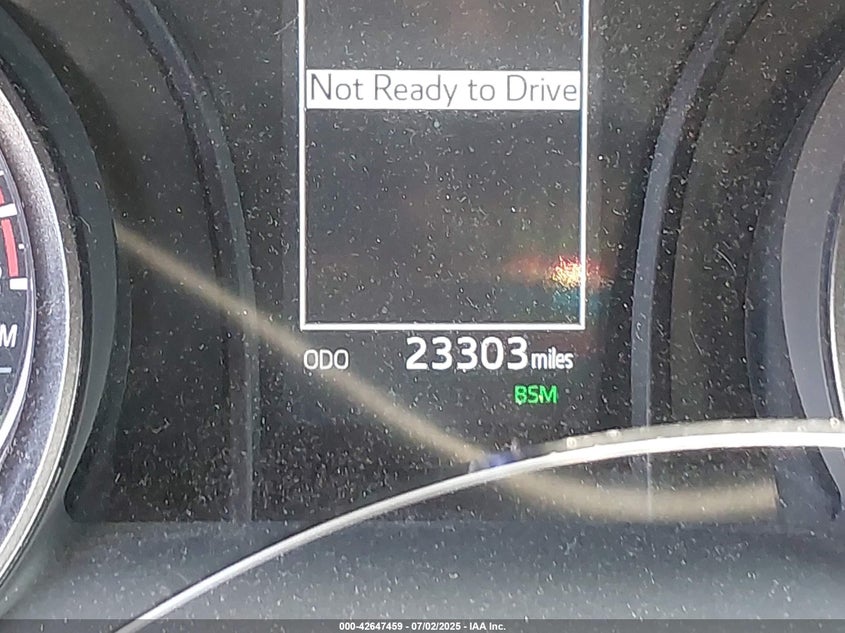 Not Ready to Drive
M
ODO 23303 miles
BSM
000-42647459 - 07/02/2025 - IAA Inc.